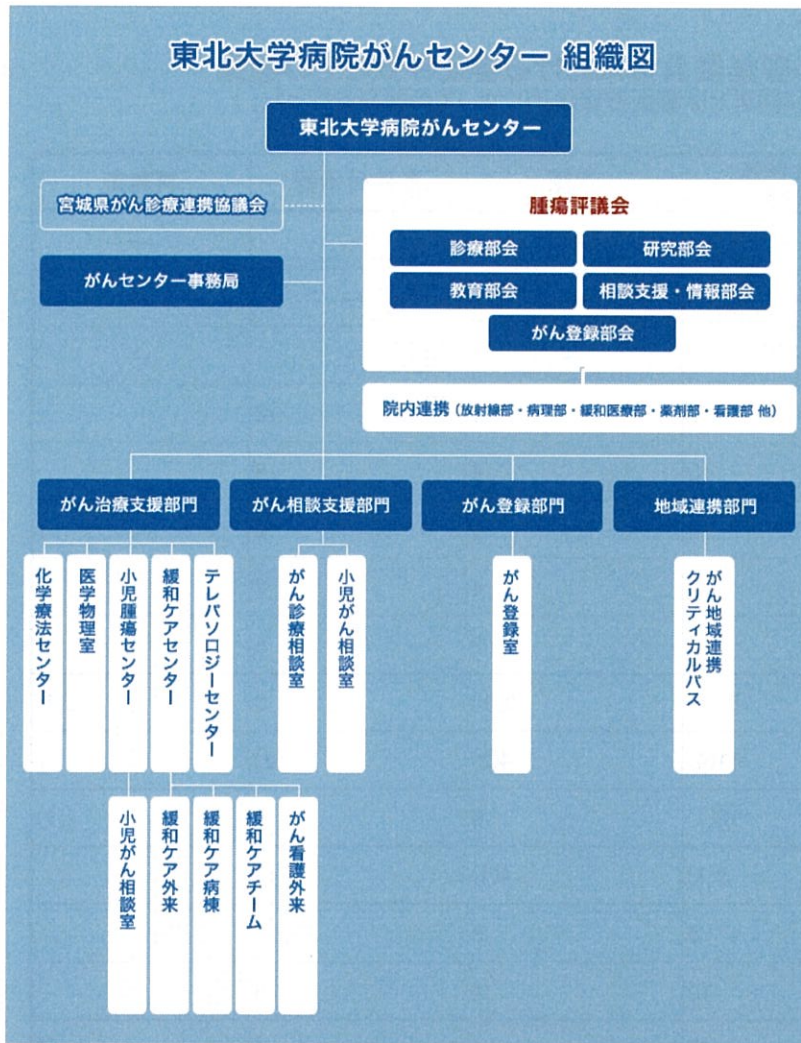 東北大学病院がんセンター 組織図
東北大学病院がんセンター
宮城県がん診療連携協議会
がんセンター事務局
腫瘍評議会
診療部会
研究部会
教育部会
相談支援・情報部会
がん登録部会
院内連携（放射線部・病理部・緩和医療部・薬剤部・看護部 他）
がん治療支援部門
がん相談支援部門
がん登録部門
地域連携部門
化学療法センター
医学物理室
小児腫瘍センター
緩和ケアセンター
テレパソロジーセンター
がん診療相談室
小児がん相談室
がん登録室
がん地域連携
クリティカルパス
小児がん相談室
緩和ケア外来
緩和ケア病棟
緩和ケアチーム
がん看護外来